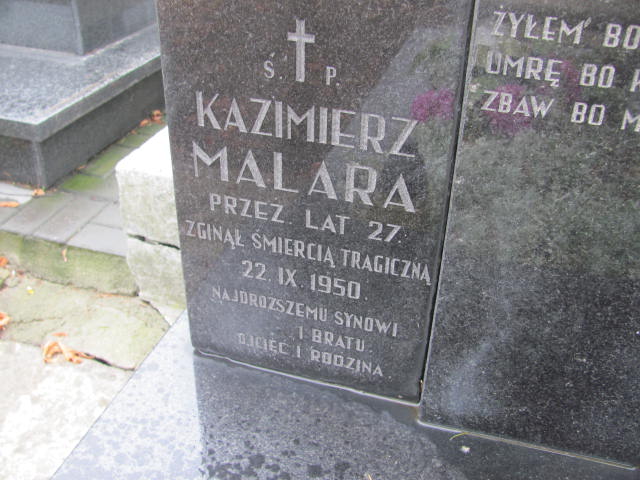 Ś. P.
KAZIMIERZ
MALARA
PRZEZ LAT 27.
ZGINĄŁ ŚMIERCIĄ TRAGICZNĄ
22. IX. 1950.
NAJDROŻSZEMU SYNOWI
I BRATU
OJCIEC I RODZINA
ŻYŁEM BO
UMRĘ BO
ZBAW BO